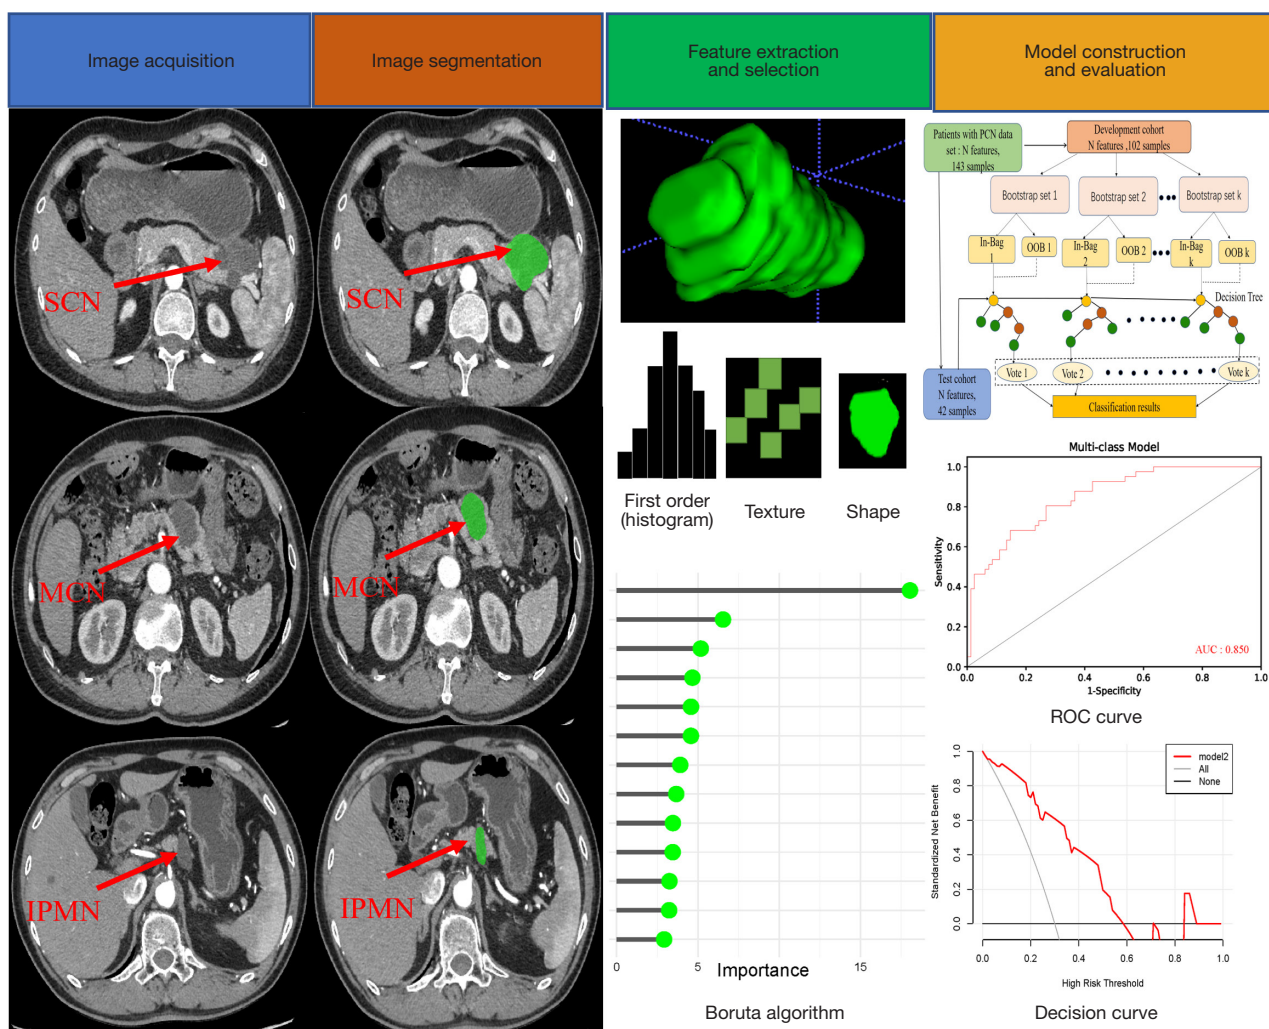 Image acquisition
Image segmentation
Feature extraction
and selection
Model construction
and evaluation
SCN
SCN
MCN
MCN
IPMN
IPMN
First order
(histogram)
Texture
Shape
0
5
15
Importance
Boruta algorithm
Patients with PCN data
set : N features,
143 samples
Development cohort
N features ,102 samples
Bootstrap set 1
Bootstrap set 2
Bootstrap set k
In-Bag
1
OOB 1
In-Bag
2
OOB 2
In-Bag
k
OOB k
Decision Tree
Vote 1
Vote 2
Vote k
Test cohort
N features,
42 samples
Classification results
Multi-class Model
Sensitivity
1.0
0.8
0.6
0.4
0.2
0.0
AUC : 0.850
0.0
0.2
0.4
0.6
0.8
1.0
1-Specificity
ROC curve
Standardized Net Benefit
1.0
0.8
0.6
0.4
0.2
0.0
model2
All
None
0.0
0.2
0.4
0.6
0.8
1.0
High Risk Threshold
Decision curve